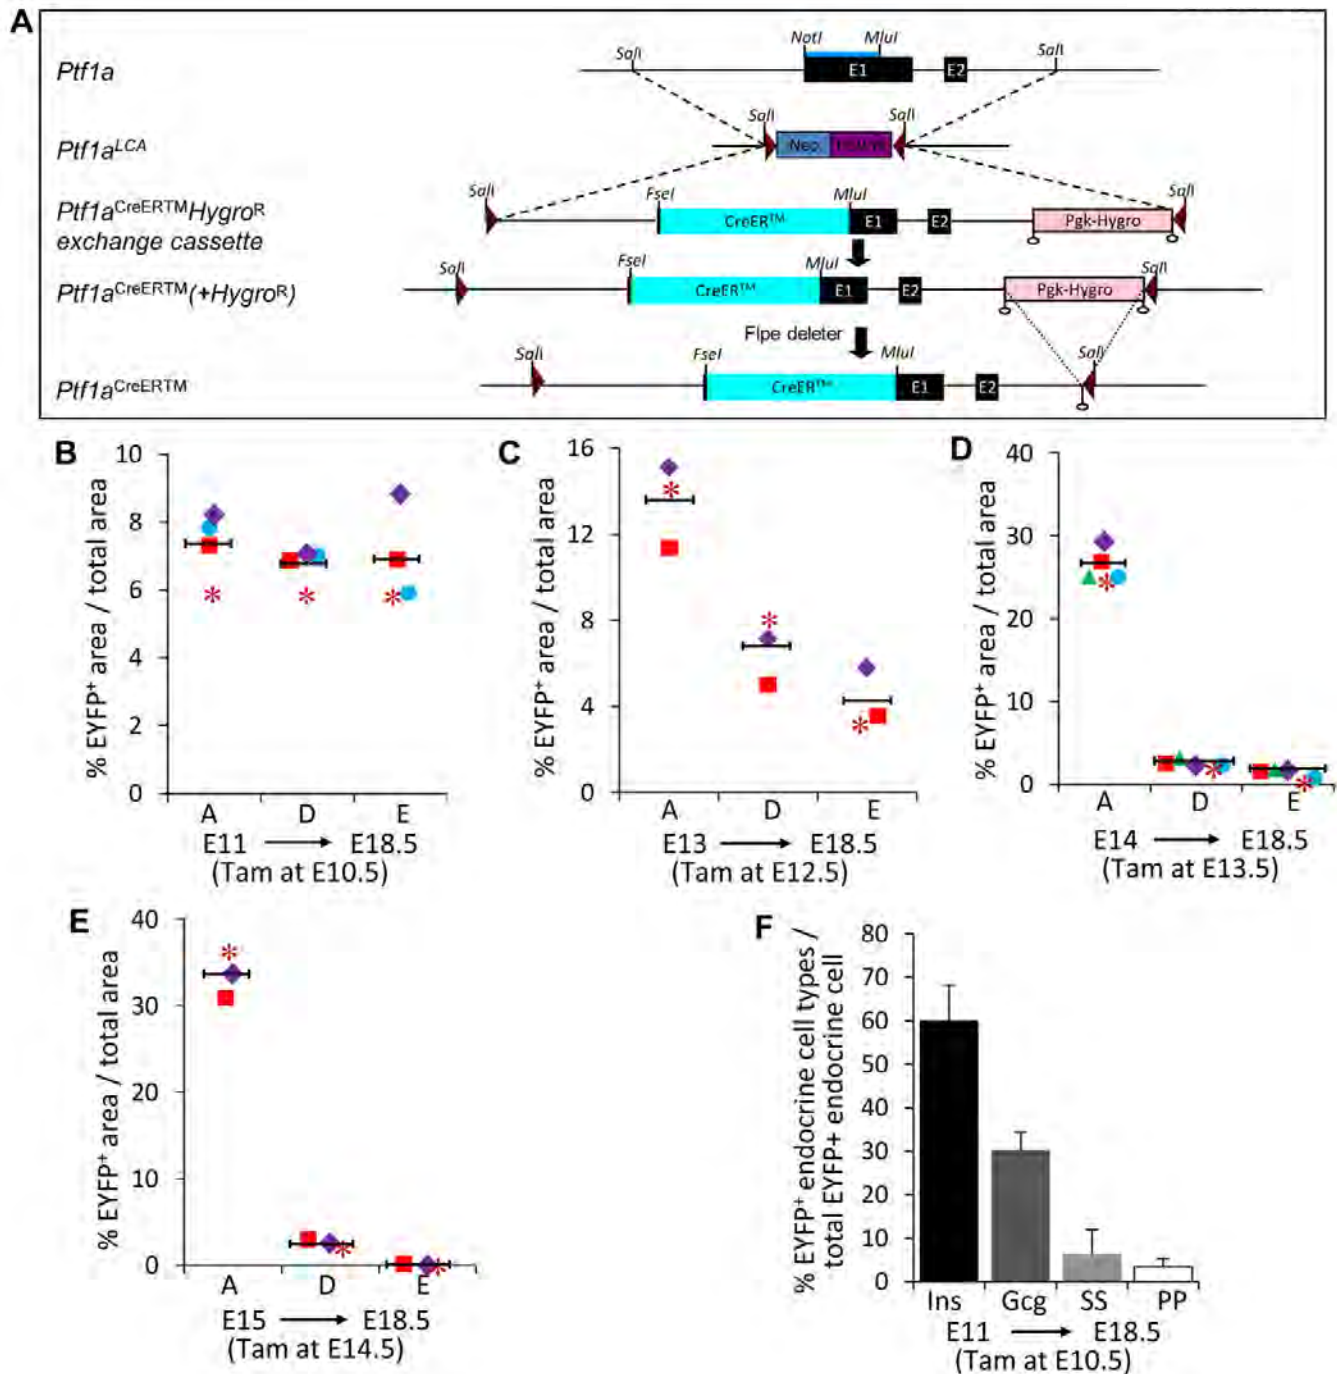 A
Ptf1a
SalI
NotI
MluI
E1
E2
SalI
Ptf1aLCA
SalI
Neo
SalI
Ptf1aCreERTMHygroR
exchange cassette
SalI
FseI
CreERTM
MluI
E1
E2
Pgk-Hygro
SalI
Ptf1aCreERTM(+HygroR)
SalI
FseI
CreERTM
MluI
E1
E2
Pgk-Hygro
SalI
Flpe deleter
Ptf1aCreERTM
SalI
FseI
CreERTM
MluI
E1
E2
SalI
B
% EYFP+ area / total area
10
8
6
4
2
0
A D E
E11 → E18.5
(Tam at E10.5)
C
% EYFP+ area / total area
16
12
8
4
0
A D E
E13 → E18.5
(Tam at E12.5)
D
% EYFP+ area / total area
40
30
20
10
0
A D E
E14 → E18.5
(Tam at E13.5)
E
% EYFP+ area / total area
40
30
20
10
0
A D E
E15 → E18.5
(Tam at E14.5)
F
% EYFP+ endocrine cell types /
total EYFP+ endocrine cell
80
70
60
50
40
30
20
10
0
Ins Gcg SS PP
E11 → E18.5
(Tam at E10.5)